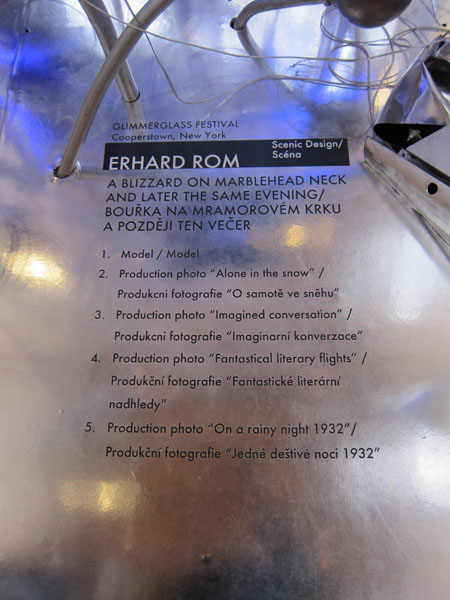 GLIMMERGLASS FESTIVAL
Cooperstown, New York
ERHARD ROM
Scenic Design/
Scéna
A BLIZZARD ON MARBLEHEAD NECK
AND LATER THE SAME EVENING/
BOUŘKA NA MRAMOROVÉM KRKU
A POZDĚJI TEN VEČER
1. Model / Model
2. Production photo "Alone in the snow" /
Produkcni fotografie "O samotě ve sněhu"
3. Production photo "Imagined conversation" /
Produkcni fotografie "Imaginarní konverzace"
4. Production photo "Fantastical literary flights" /
Produkční fotografie "Fantastické literární
nadhledy"
5. Production photo "On a rainy night 1932"/
Produkční fotografie "Jedné deštivé noci 1932"